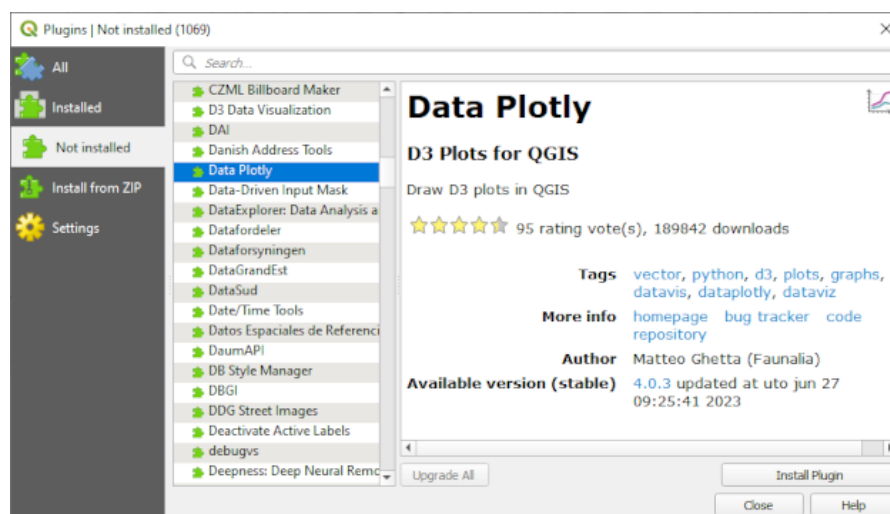 Plugins | Not installed (1069)
All
Installed
Not installed
Install from ZIP
Settings
Search...
CZML Billboard Maker
D3 Data Visualization
DAI
Danish Address Tools
Data Plotly
Data-Driven Input Mask
DataExplorer: Data Analysis a
Datafordeler
Dataforsyningen
DataGrandEst
DataSud
Date/Time Tools
Datos Espaciales de Referenci
DaumAPI
DB Style Manager
DBGI
DDG Street Images
Deactivate Active Labels
debugvs
Deepness: Deep Neural Remo
Data Plotly
D3 Plots for QGIS
Draw D3 plots in QGIS
95 rating vote(s), 189842 downloads
Tags vector, python, d3, plots, graphs,
datavis, dataplotly, dataviz
More info homepage bug tracker code
repository
Author Matteo Ghetta (Faunalia)
Available version (stable) 4.0.3 updated at uto jun 27
09:25:41 2023
Upgrade All
Install Plugin
Close
Help